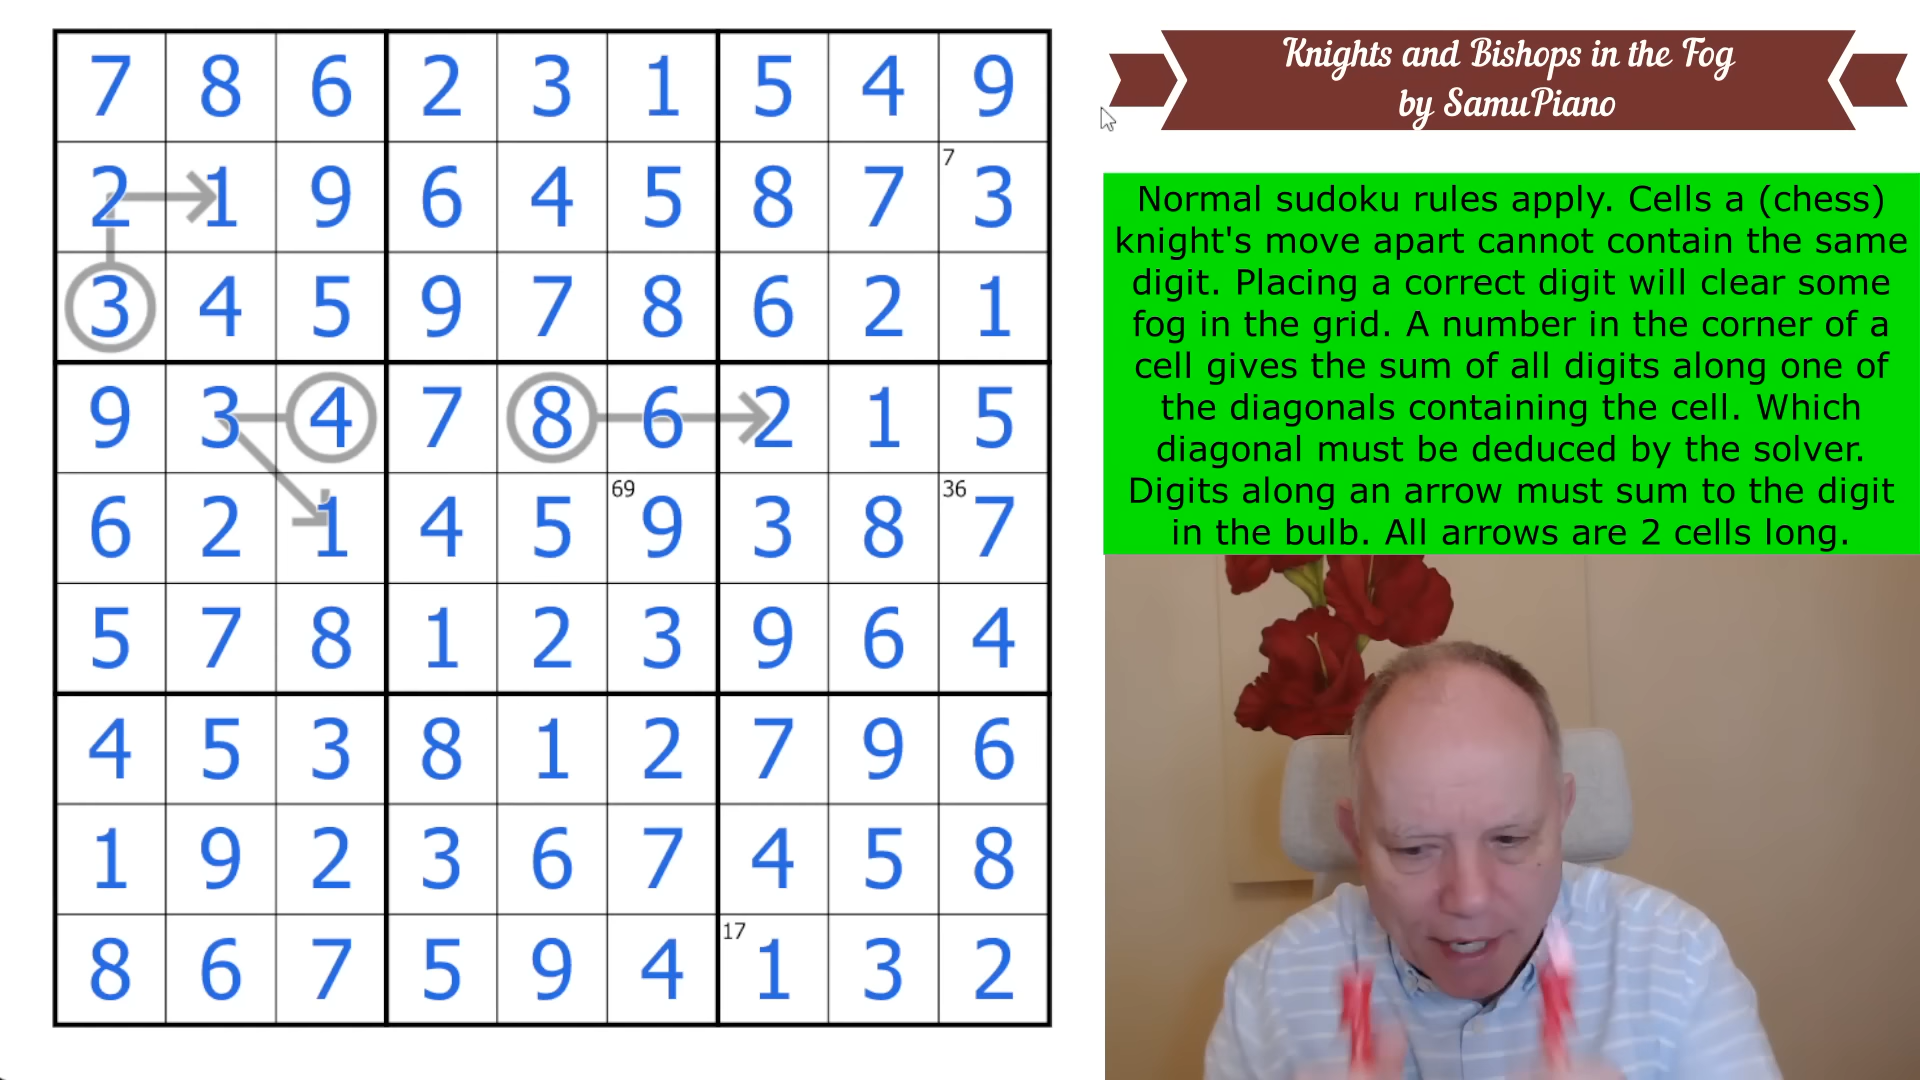 Knights and Bishops in the Fog
by SamuPiano
Normal sudoku rules apply. Cells a (chess)
knight's move apart cannot contain the same
digit. Placing a correct digit will clear some
fog in the grid. A number in the corner of a
cell gives the sum of all digits along one of
the diagonals containing the cell. Which
diagonal must be deduced by the solver.
Digits along an arrow must sum to the digit
in the bulb. All arrows are 2 cells long.
7 8 6 2 3 1 5 4 9
7
2 1 9 6 4 5 8 7 3
3 4 5 9 7 8 6 2 1
9 3 4 7 8 6 2 1 5
69 36
6 2 1 4 5 9 3 8 7
5 7 8 1 2 3 9 6 4
4 5 3 8 1 2 7 9 6
1 9 2 3 6 7 4 5 8
17
8 6 7 5 9 4 1 3 2